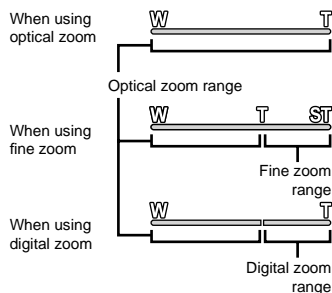 When using
optical zoom
W T
Optical zoom range
When using
fine zoom
W T ST
Fine zoom
range
When using
digital zoom
W T
Digital zoom
range